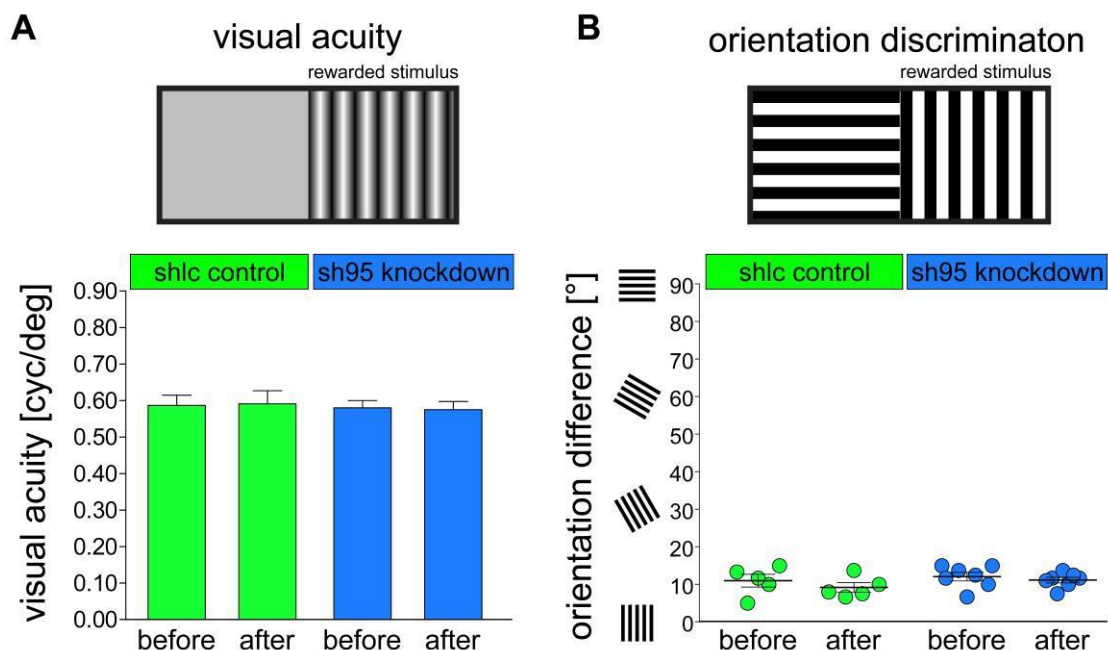 A
visual acuity
rewarded stimulus
shlc control
sh95 knockdown
visual acuity [cyc/deg]
0.90
0.80
0.70
0.60
0.50
0.40
0.30
0.20
0.10
0.00
before
after
before
after
B
orientation discriminaton
rewarded stimulus
shlc control
sh95 knockdown
orientation difference [°]
90
80
70
60
50
40
30
20
10
0
before
after
before
after